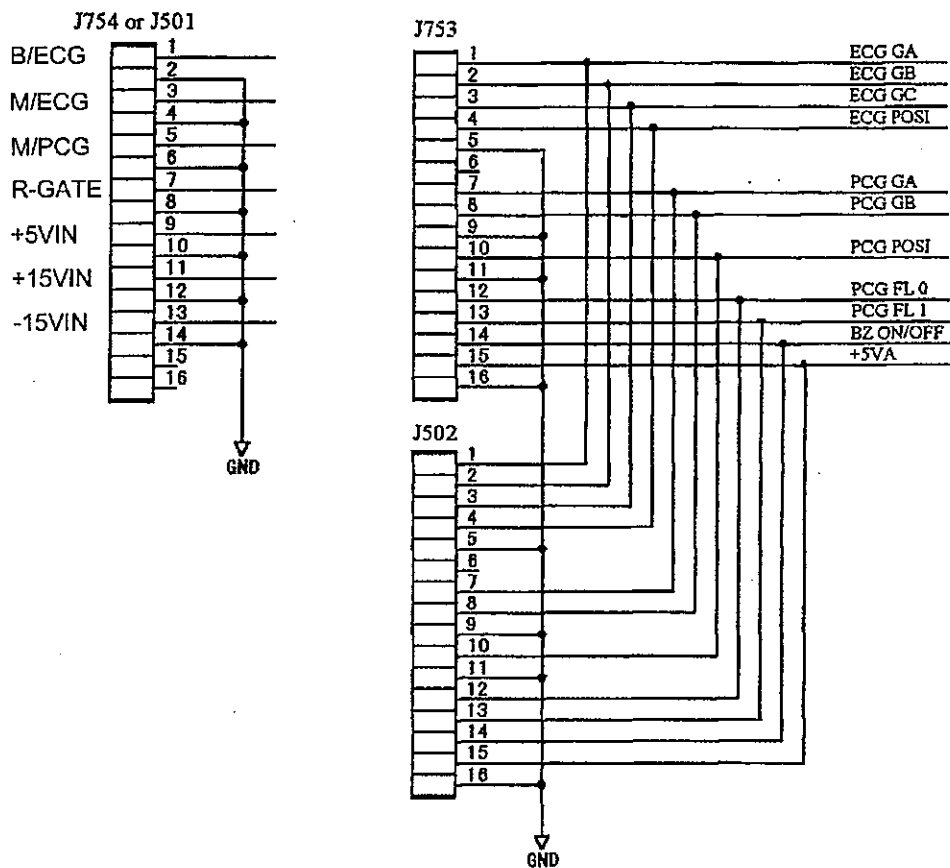 J754 or J501
B/ECG
1
2
M/ECG
3
4
M/PCG
5
6
R-GATE
7
8
+5VIN
9
10
+15VIN
11
12
-15VIN
13
14
15
16
GND
J753
1
ECG GA
2
ECG GB
3
ECG GC
4
ECG POSI
5
6
7
PCG GA
8
PCG GB
9
10
PCG POSI
11
12
PCG FL 0
13
PCG FL 1
14
BZ ON/OFF
15
+5VA
16
J502
1
2
3
4
5
6
7
8
9
10
11
12
13
14
15
16
GND